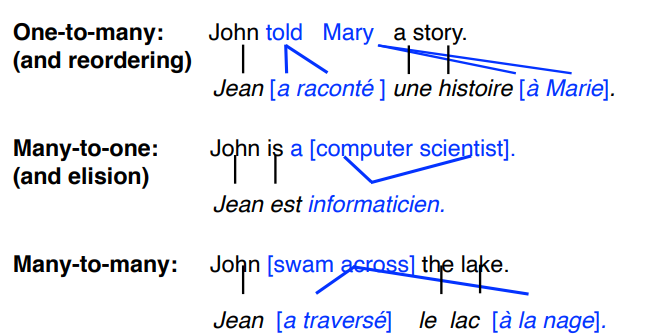 One-to-many: John told Mary a story.
(and reordering)
Jean [a raconté ] une histoire [à Marie].
Many-to-one: John is a [computer scientist].
(and elision)
Jean est informaticien.
Many-to-many: John [swam across] the lake.
Jean [a traversé] le lac [à la nage].